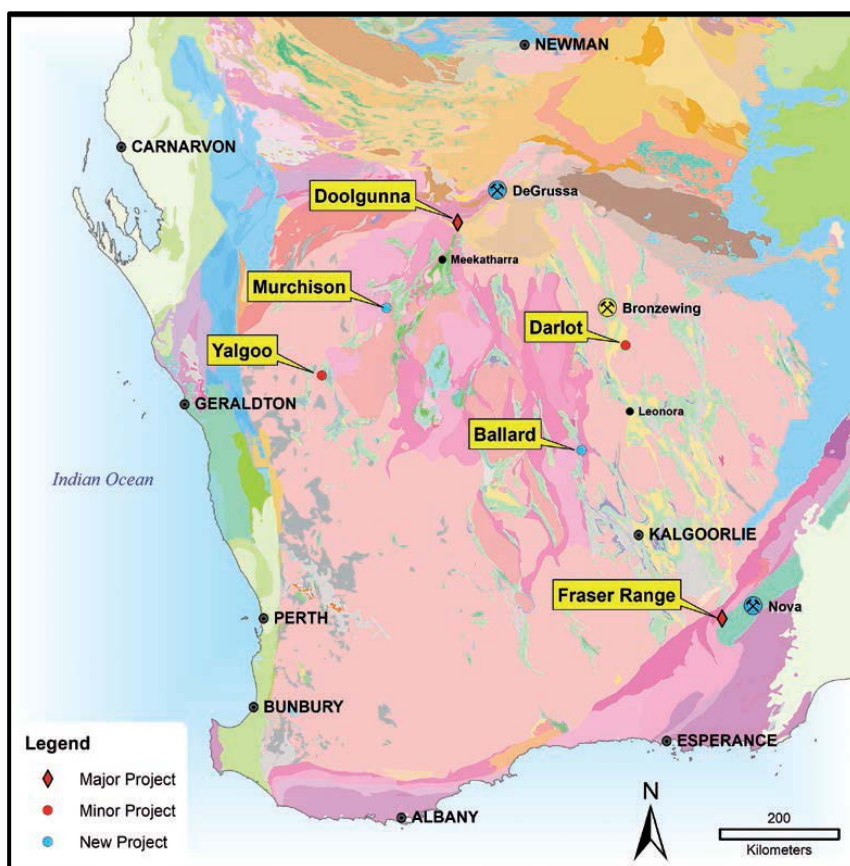 NEWMAN
CARNARVON
DeGrussa
Doolgunna
Meekatharra
Murchison
Bronzewing
Darlot
Yalgoo
GERALDTON
Leonora
Ballard
Indian Ocean
KALGOORLIE
Fraser Range
Nova
PERTH
BUNBURY
ESPERANCE
Legend
Major Project
Minor Project
New Project
ALBANY
N
200
Kilometers